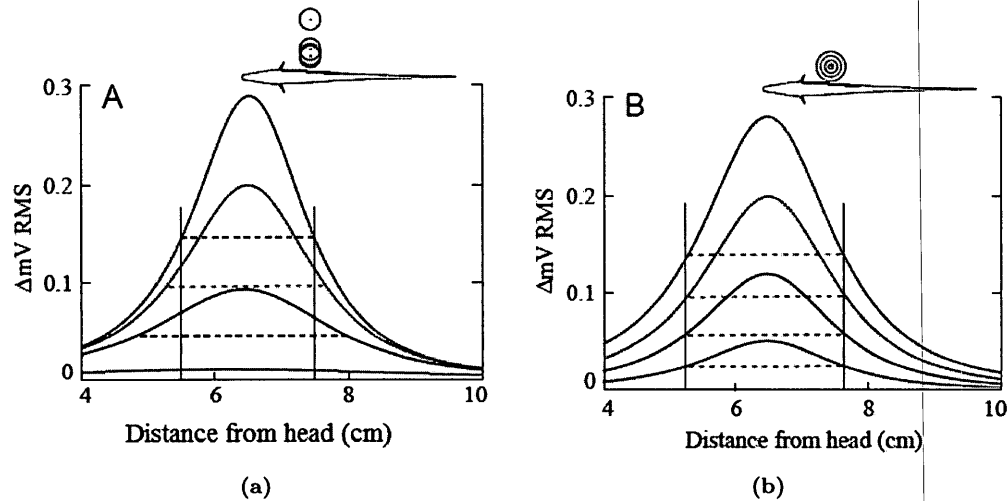 A
0.3
0.2
0.1
0
ΔmV RMS
4 6 8 10
Distance from head (cm)
(a)
B
0.3
0.2
0.1
0
ΔmV RMS
4 6 8 10
Distance from head (cm)
(b)